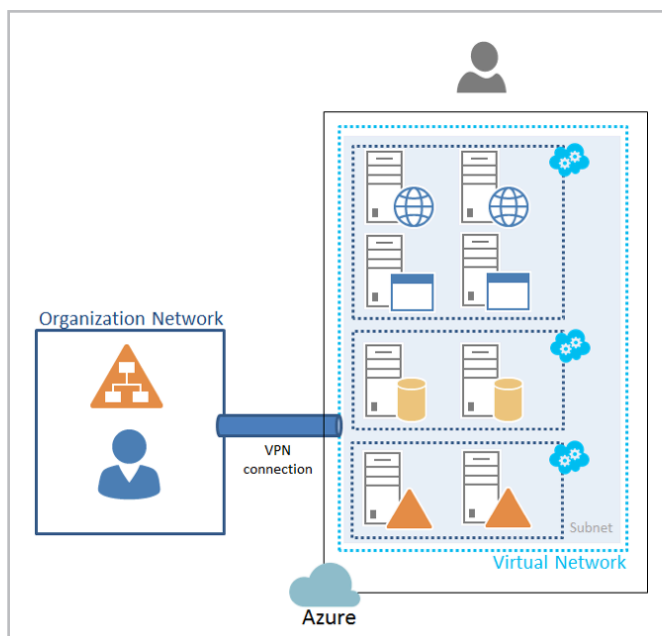 Organization Network
VPN
connection
Subnet
Virtual Network
Azure